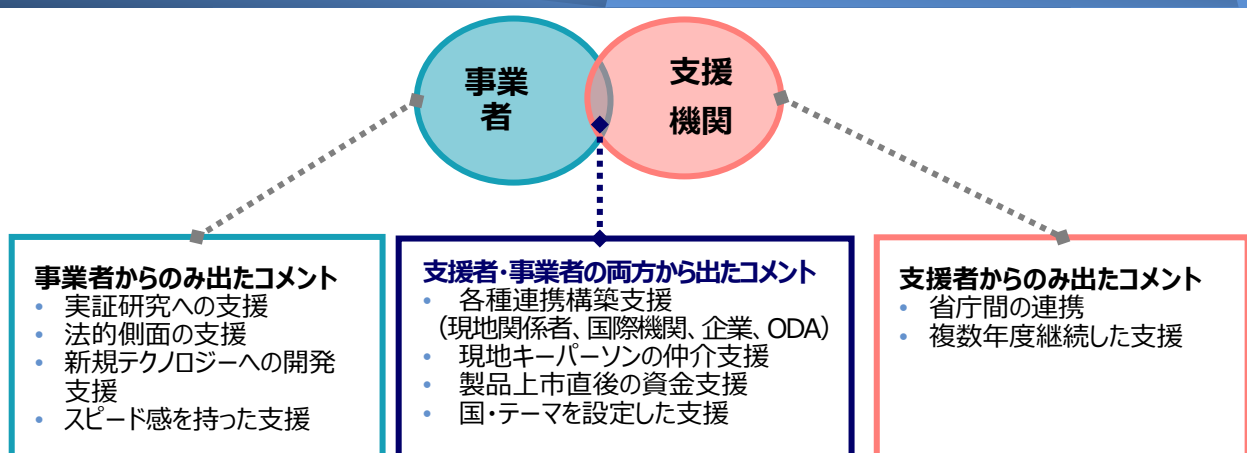 事業
者
支援
機関
事業者からのみ出たコメント
• 実証研究への支援
• 法的側面の支援
• 新規テクノロジーへの開発
支援
• スピード感を持った支援
支援者・事業者の両方から出たコメント
• 各種連携構築支援
(現地関係者、国際機関、企業、ODA)
• 現地キーパーソンの仲介支援
• 製品上市直後の資金支援
• 国・テーマを設定した支援
支援者からのみ出たコメント
• 省庁間の連携
• 複数年度継続した支援